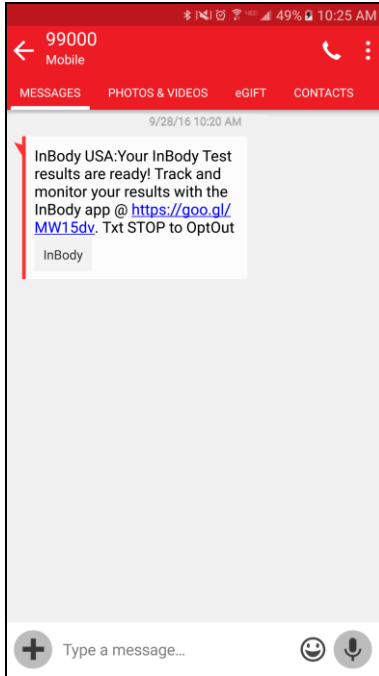 49% 10:25 AM
99000
Mobile
MESSAGES PHOTOS & VIDEOS eGIFT CONTACTS
9/28/16 10:20 AM
InBody USA:Your InBody Test
results are ready! Track and
monitor your results with the
InBody app @ https://goo.gl/
MW15dv. Txt STOP to OptOut
InBody
Type a message...